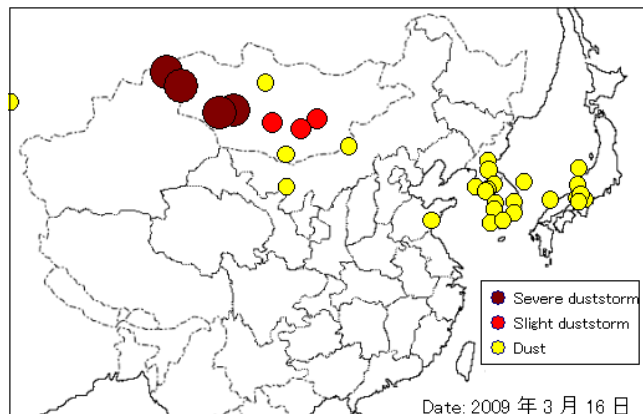 Severe duststorm
Slight duststorm
Dust
Date: 2009 年 3 月 16 日